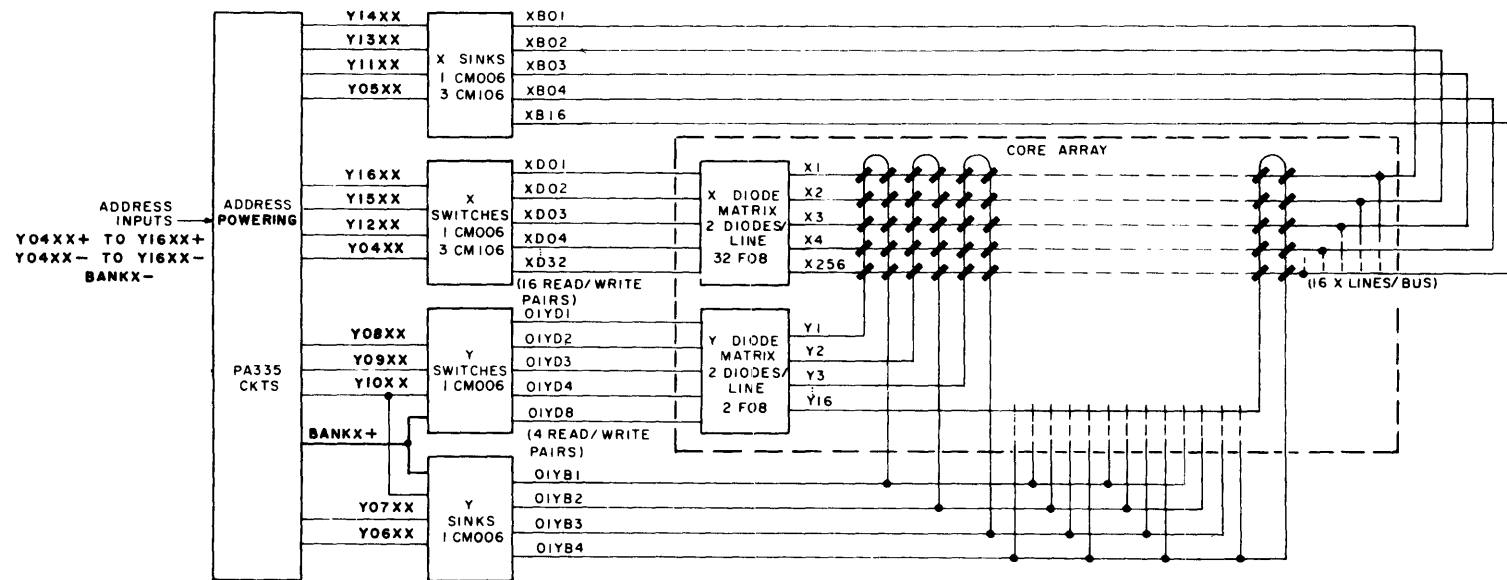 ADDRESS
INPUTS
Y04XX+ TO Y16XX+
Y04XX- TO Y16XX-
BANKX-
ADDRESS
POWERING
PA335
CKTS
Y14XX
Y13XX
Y11XX
Y05XX
X SINKS
1 CM006
3 CM106
XB01
XB02
XB03
XB04
XB16
Y16XX
Y15XX
Y12XX
Y04XX
X
SWITCHES
1 CM006
3 CM106
XD01
XD02
XD03
XD04
XD32
(16 READ/WRITE
PAIRS)
Y08XX
Y09XX
Y10XX
BANKX+
Y
SWITCHES
1 CM006
01YD1
01YD2
01YD3
01YD4
01YD8
(4 READ/WRITE
PAIRS)
Y07XX
Y06XX
Y
SINKS
1 CM006
01YB1
01YB2
01YB3
01YB4
CORE ARRAY
X DIODE
MATRIX
2 DIODES/
LINE
32 F08
X1
X2
X3
X4
X256
(16 X LINES/BUS)
Y DIODE
MATRIX
2 DIODES/
LINE
2 F08
Y1
Y2
Y3
Y16